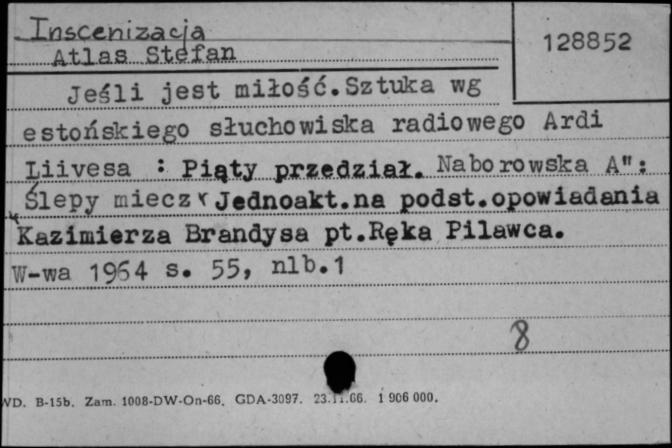 Inscenizacja
Atlas Stefan
128852
Jeśli jest miłość.Sztuka wg
estońskiego słuchowiska radiowego Ardi
Liivesa : Piąty przedział. Naborowska A":
Ślepy miecz Jednoakt.na podst.opowiadania
"Kazimierza Brandysa pt.Ręka Pilawca.
W-wa 1964 s. 55, nlb.1
8
WD. B-15b. Zam. 1008-DW-On-66. GDA-3097. 23.11.66. 1 906 000.